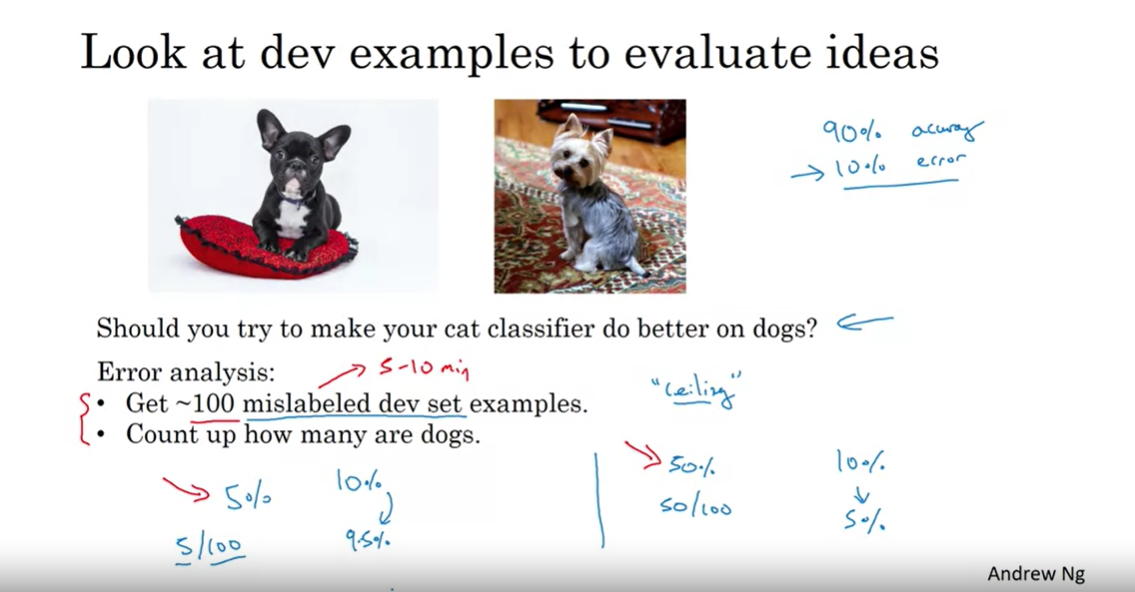 Look at dev examples to evaluate ideas
90% accuracy
→ 10% error
Should you try to make your cat classifier do better on dogs? ←
Error analysis:
→ 5-10 min
• Get ~100 mislabeled dev set examples.
• Count up how many are dogs.
"ceiling"
→ 5%
10%
5/100
9.5%
→ 50%
10%
50/100
↓
5%
Andrew Ng